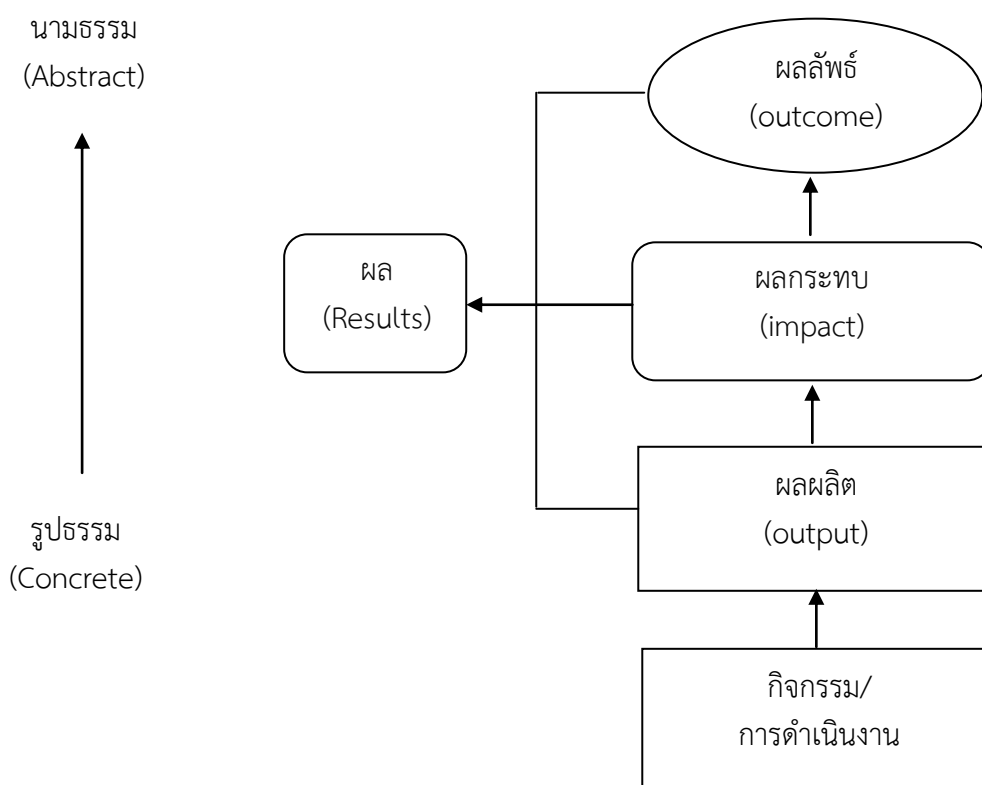 นามธรรม
(Abstract)
ผลลัพธ์
(outcome)
ผล
(Results)
ผลกระทบ
(impact)
ผลผลิต
(output)
รูปธรรม
(Concrete)
กิจกรรม/
การดำเนินงาน